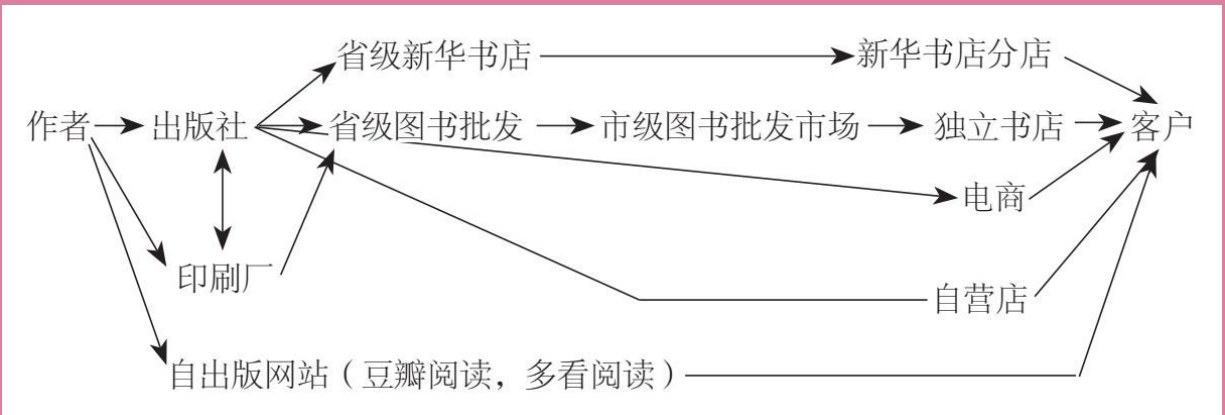 省级新华书店 新华书店分店
作者 出版社 省级图书批发 市级图书批发市场 独立书店 客户
电商
印刷厂
自营店
自出版网站（豆瓣阅读，多看阅读）